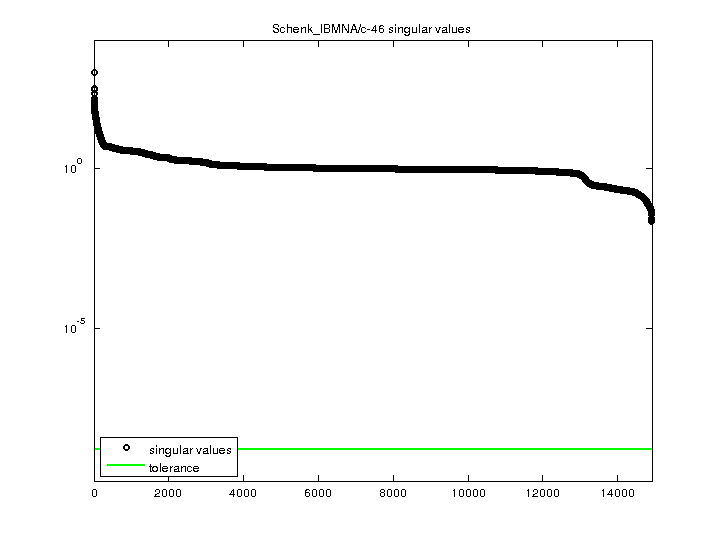 Schenk_IBMNA/c-46 singular values
10^0
10^-5
singular values
tolerance
0 2000 4000 6000 8000 10000 12000 14000